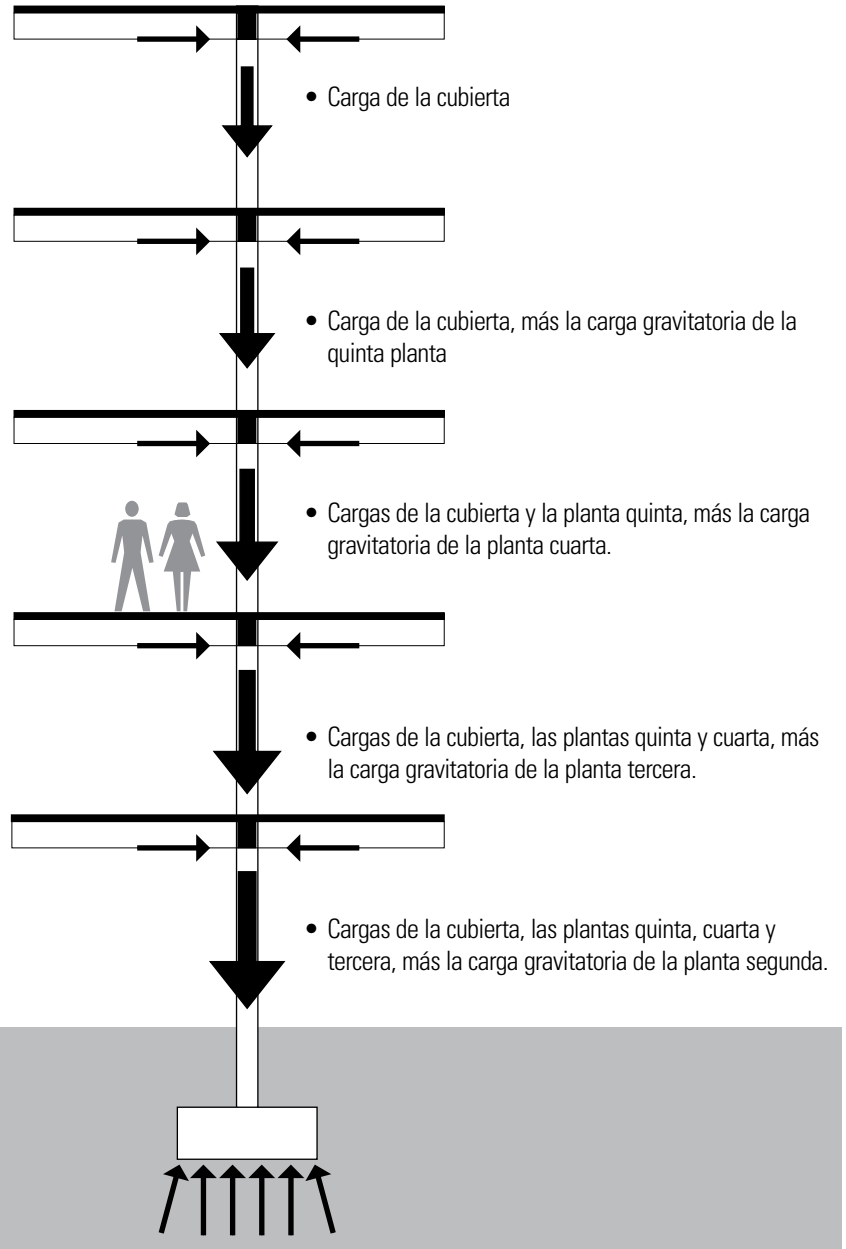 • Carga de la cubierta
• Carga de la cubierta, más la carga gravitatoria de la
quinta planta
• Cargas de la cubierta y la planta quinta, más la carga
gravitatoria de la planta cuarta.
• Cargas de la cubierta, las plantas quinta y cuarta, más
la carga gravitatoria de la planta tercera.
• Cargas de la cubierta, las plantas quinta, cuarta y
tercera, más la carga gravitatoria de la planta segunda.